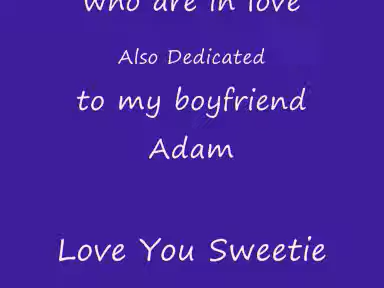 who are in love
Also Dedicated
to my boyfriend
Adam
Love You Sweetie